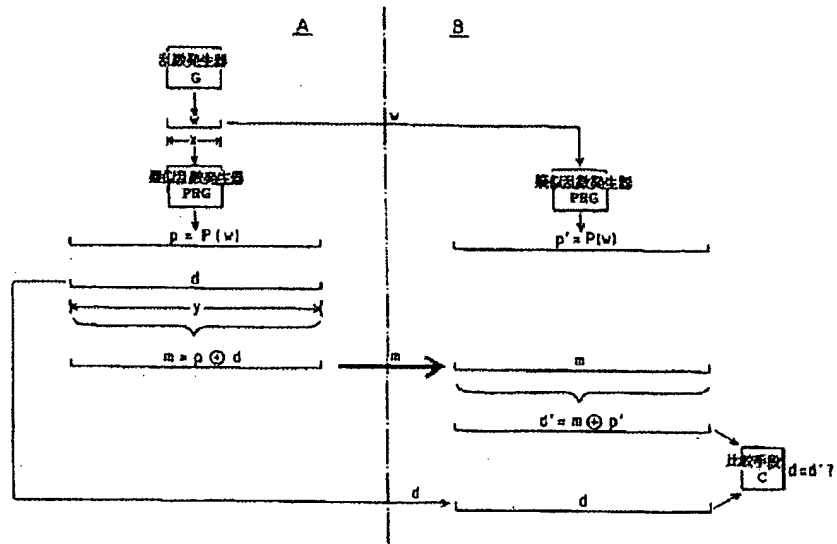 A
B
乱数発生器
G
w
w
x
擬似乱数発生器
PRG
擬似乱数発生器
PRG
p = P(w)
p' = P(w)
d
y
m = p ⊕ d
m
m
d' = m ⊕ p'
比較手段
C
d=d'?
d
d